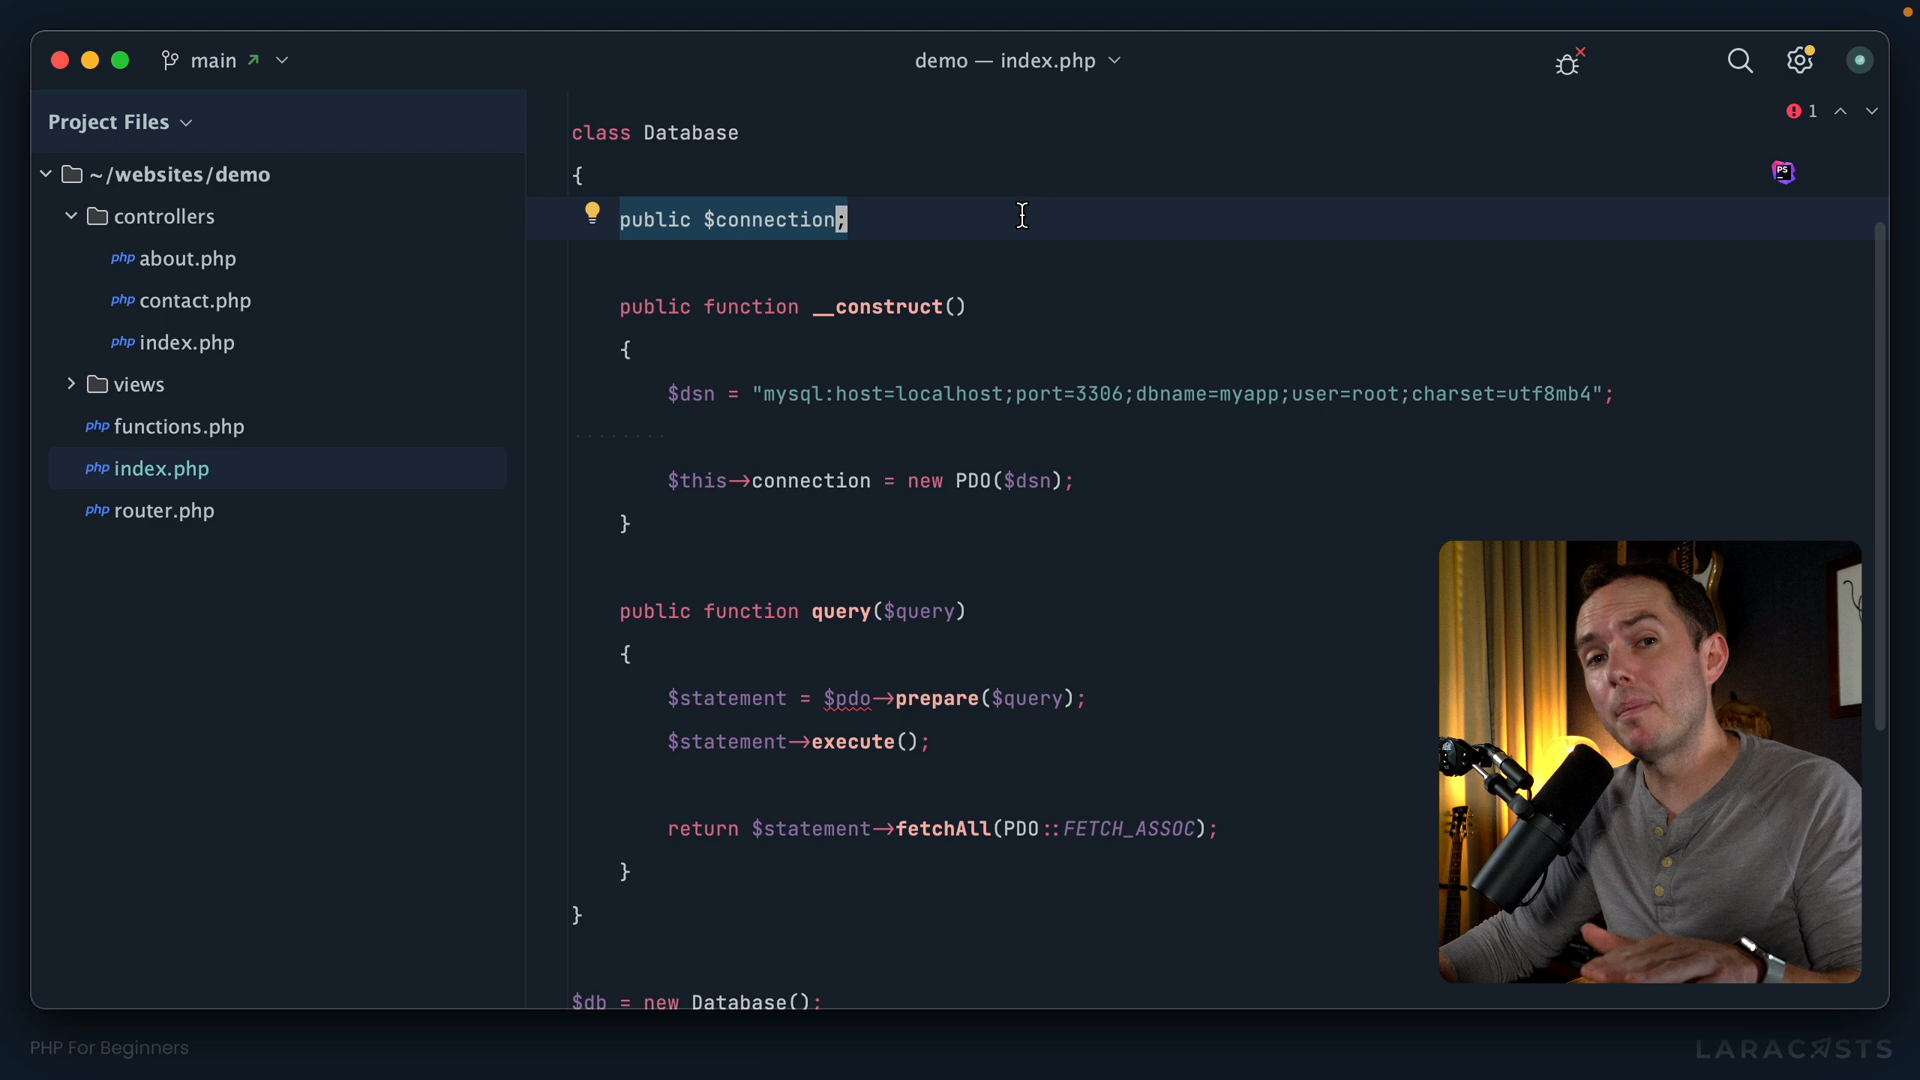 main
demo — index.php
Project Files
1
~/websites/demo
controllers
php about.php
php contact.php
php index.php
views
php functions.php
php index.php
php router.php
class Database
{
PS
public $connection;
public function __construct()
{
$dsn = "mysql:host=localhost;port=3306;dbname=myapp;user=root;charset=utf8mb4";
$this->connection = new PDO($dsn);
}
public function query($query)
{
$statement = $pdo->prepare($query);
$statement->execute();
return $statement->fetchAll(PDO::FETCH_ASSOC);
}
}
$db = new Database();
PHP For Beginners
LARACASTS